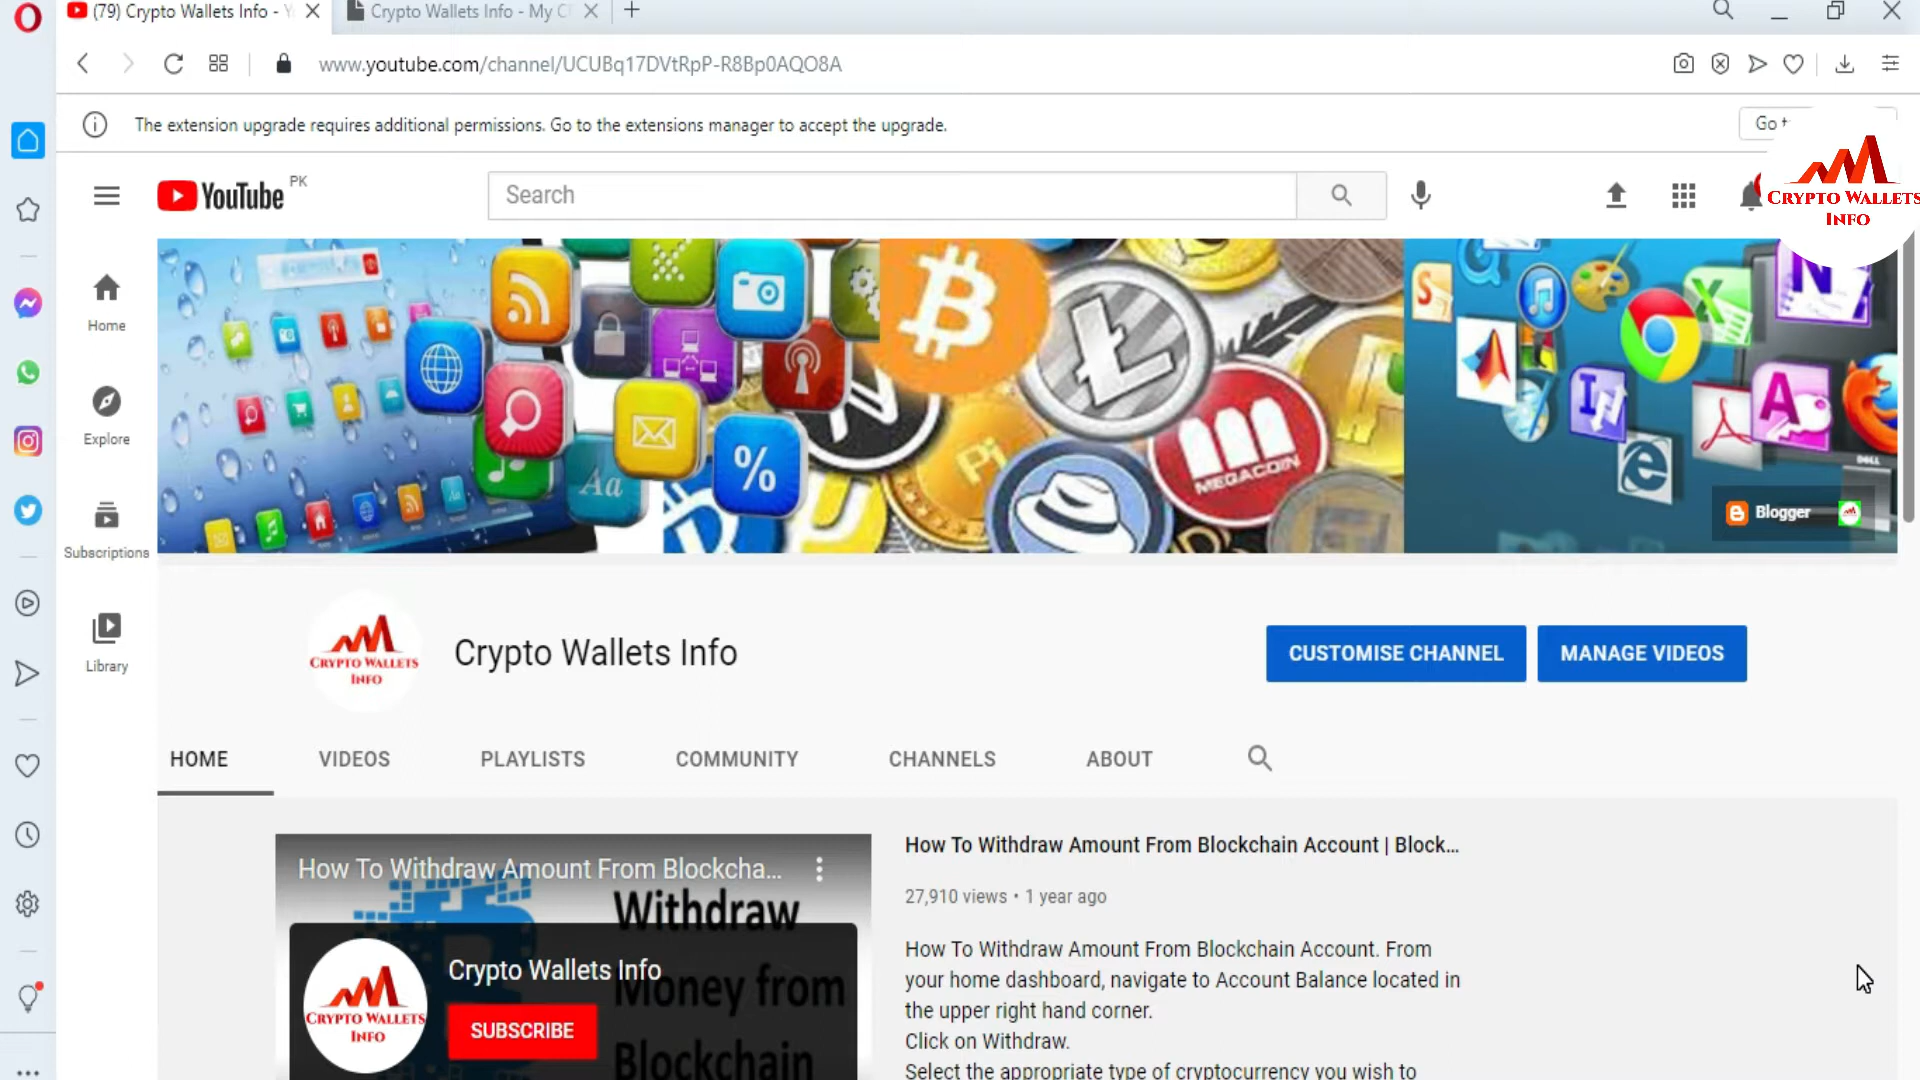 (79) Crypto Wallets Info - Y
Crypto Wallets Info - My C
www.youtube.com/channel/UCUBq17DVtRpP-R8Bp0AQO8A
The extension upgrade requires additional permissions. Go to the extensions manager to accept the upgrade.
Go t
YouTube PK
Search
CRYPTO WALLETS
INFO
Home
Explore
Subscriptions
Library
Aa
%
Pi
MEGACOIN
S
N
X
A
DELL
Blogger
CRYPTO WALLETS
INFO
Crypto Wallets Info
CUSTOMISE CHANNEL
MANAGE VIDEOS
HOME
VIDEOS
PLAYLISTS
COMMUNITY
CHANNELS
ABOUT
How To Withdraw Amount From Blockcha...
Withdraw
Money from
Blockchain
Crypto Wallets Info
SUBSCRIBE
CRYPTO WALLETS
INFO
How To Withdraw Amount From Blockchain Account | Block...
27,910 views • 1 year ago
How To Withdraw Amount From Blockchain Account. From
your home dashboard, navigate to Account Balance located in
the upper right hand corner.
Click on Withdraw.
Select the appropriate type of cryptocurrency you wish to